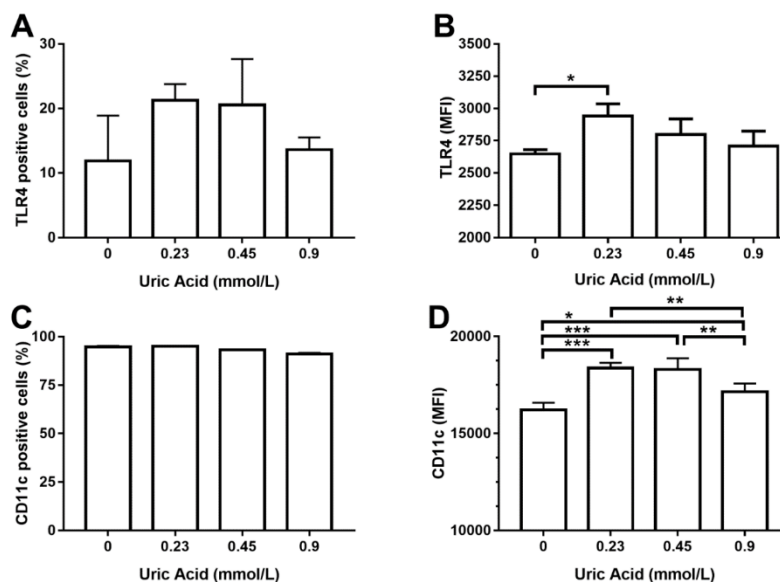 A
TLR4 positive cells (%)
30
20
10
0
0 0.23 0.45 0.9
Uric Acid (mmol/L)
B
TLR4 (MFI)
3500
3250
3000
2750
2500
2250
2000
*
0 0.23 0.45 0.9
Uric Acid (mmol/L)
C
CD11c positive cells (%)
100
75
50
25
0
0 0.23 0.45 0.9
Uric Acid (mmol/L)
D
CD11c (MFI)
20000
15000
10000
**
*
***
**
***
0 0.23 0.45 0.9
Uric Acid (mmol/L)